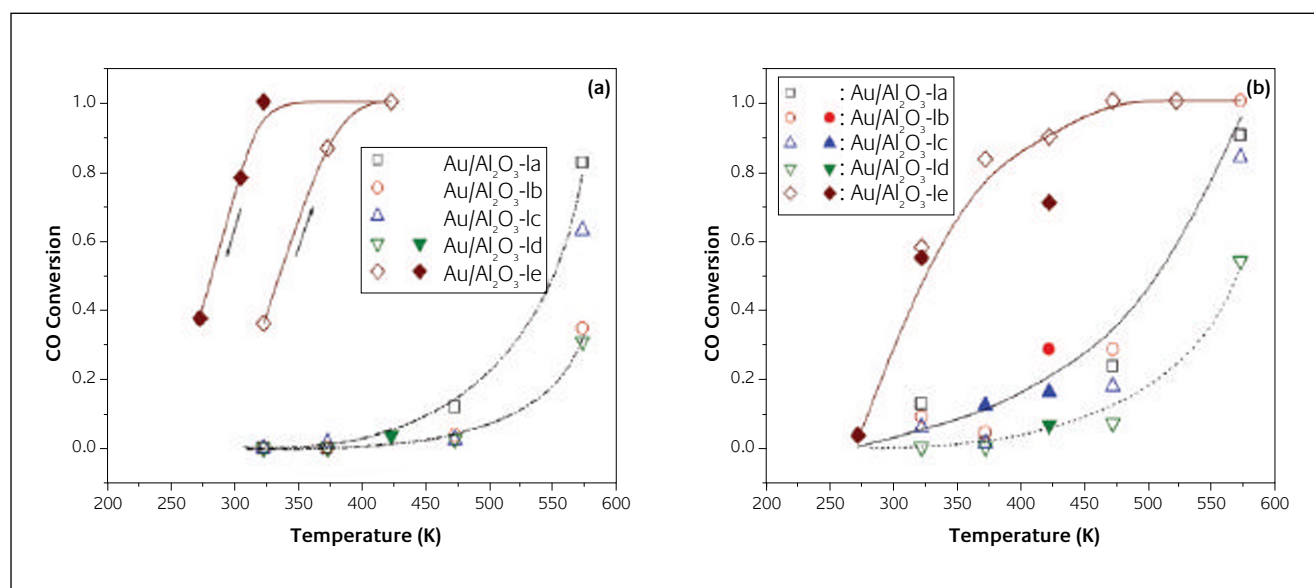 (a)
CO Conversion
1.0
0.8
0.6
0.4
0.2
0.0
Au/Al₂O₃-Ia
Au/Al₂O₃-Ib
Au/Al₂O₃-Ic
Au/Al₂O₃-Id
Au/Al₂O₃-Ie
200 250 300 350 400 450 500 550 600
Temperature (K)
(b)
CO Conversion
1.0
0.8
0.6
0.4
0.2
0.0
: Au/Al₂O₃-Ia
: Au/Al₂O₃-Ib
: Au/Al₂O₃-Ic
: Au/Al₂O₃-Id
: Au/Al₂O₃-Ie
200 250 300 350 400 450 500 550 600
Temperature (K)